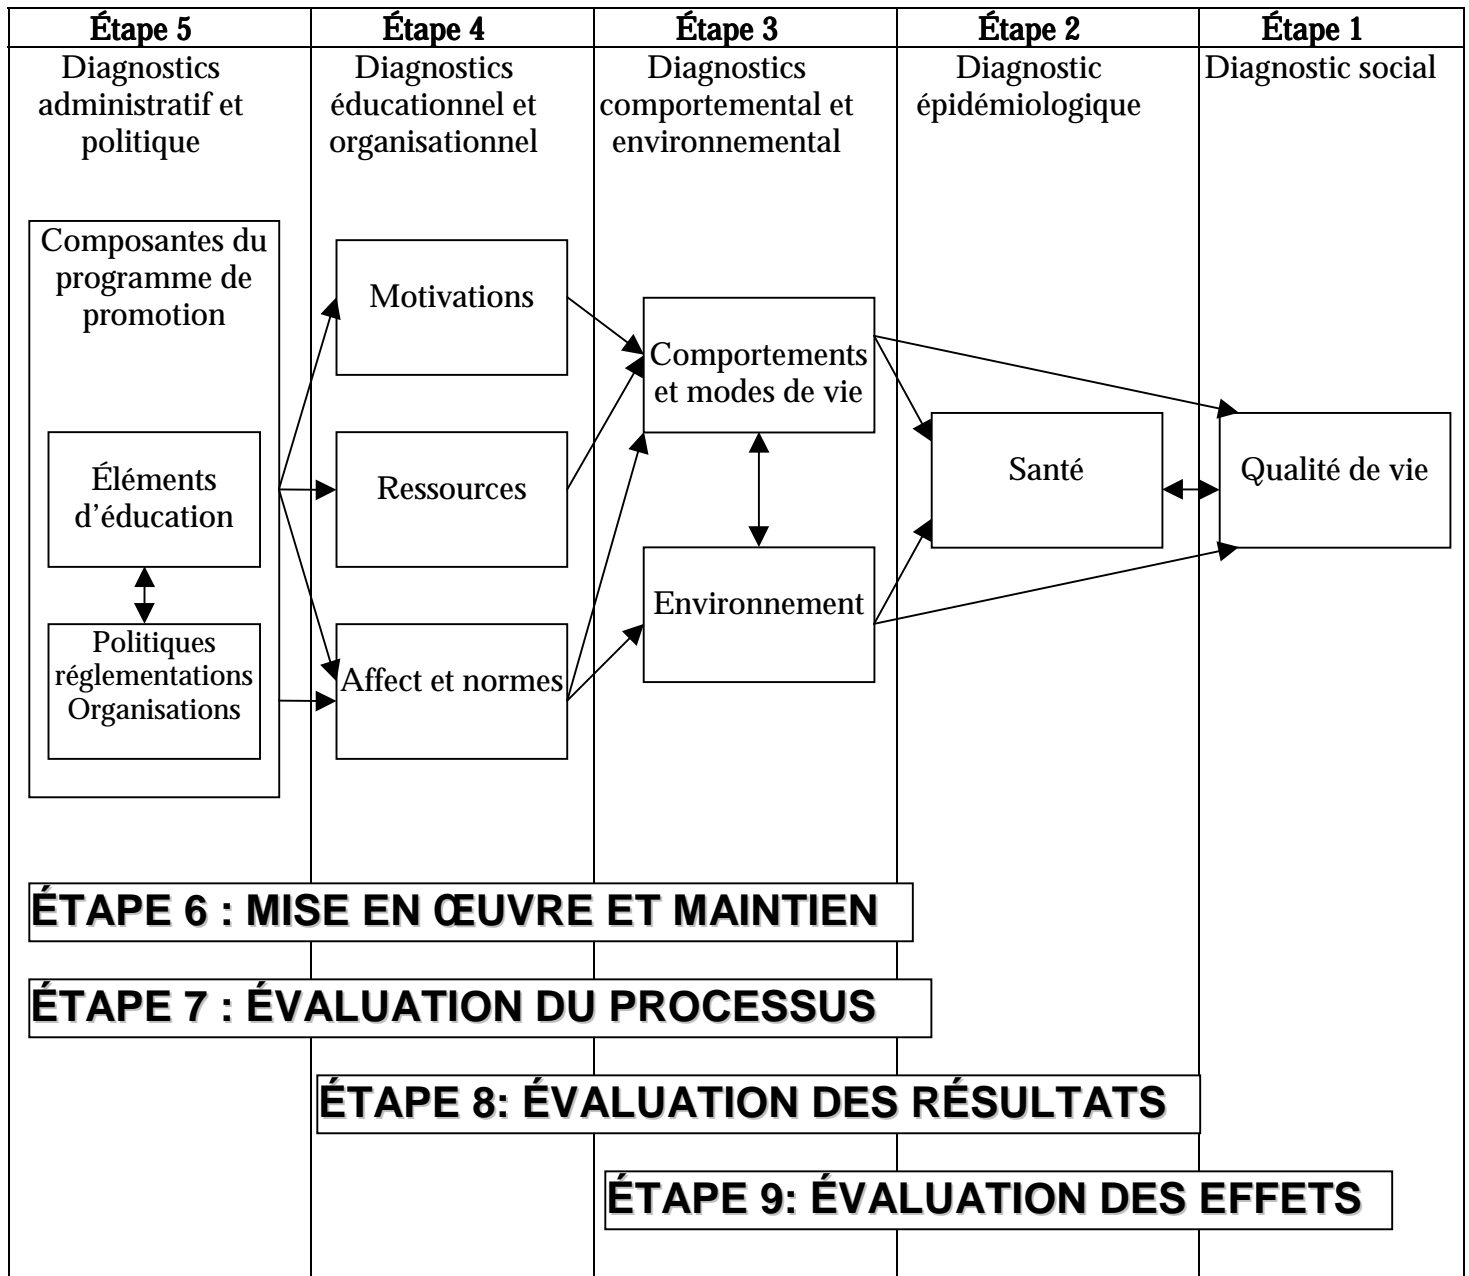 Étape 5
Étape 4
Étape 3
Étape 2
Étape 1
Diagnostics
administratif et
politique
Diagnostics
éducationnel et
organisationnel
Diagnostics
comportemental et
environnemental
Diagnostic
épidémiologique
Diagnostic social
Composantes du
programme de
promotion
Éléments
d’éducation
Politiques
réglementations
Organisations
Motivations
Ressources
Affect et normes
Comportements
et modes de vie
Environnement
Santé
Qualité de vie
ÉTAPE 6 : MISE EN ŒUVRE ET MAINTIEN
ÉTAPE 7 : ÉVALUATION DU PROCESSUS
ÉTAPE 8: ÉVALUATION DES RÉSULTATS
ÉTAPE 9: ÉVALUATION DES EFFETS